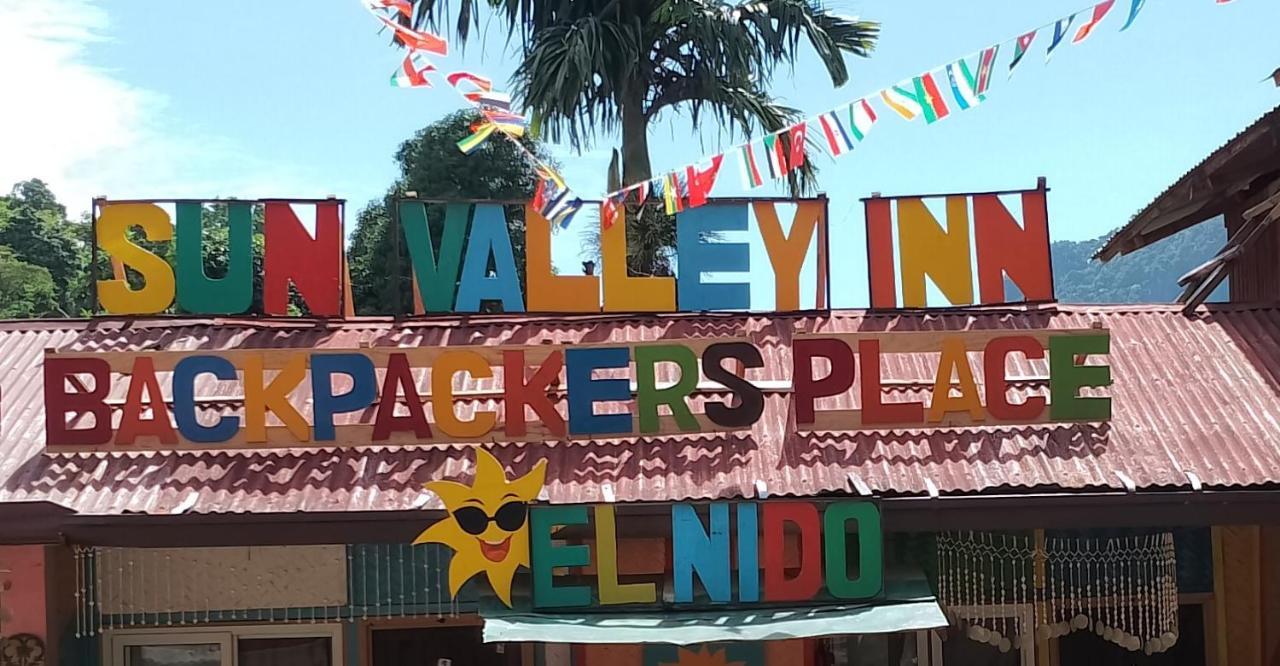 SUN VALLEY INN
BACKPACKERS PLACE
EL NIDO